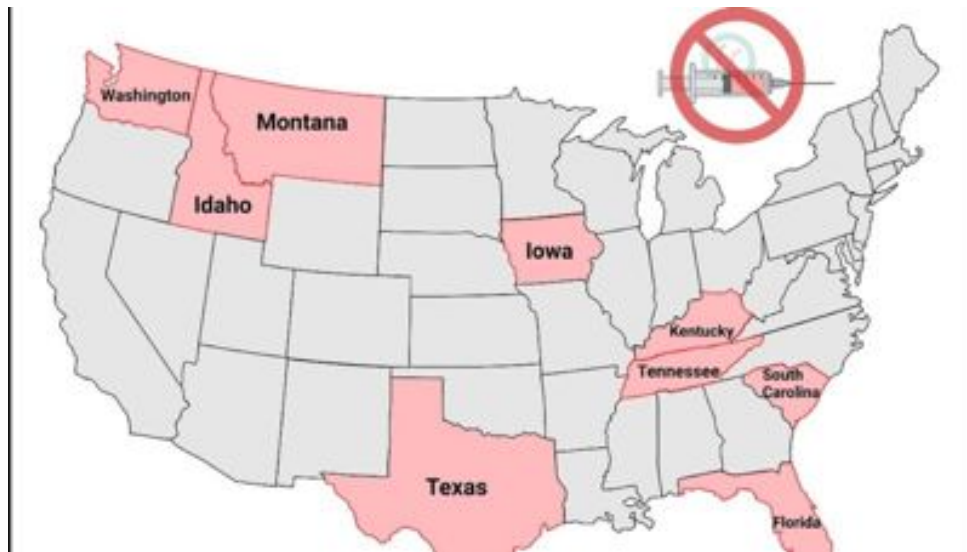 Washington
Montana
Idaho
Iowa
Kentucky
Tennessee
South
Carolina
Texas
Florida